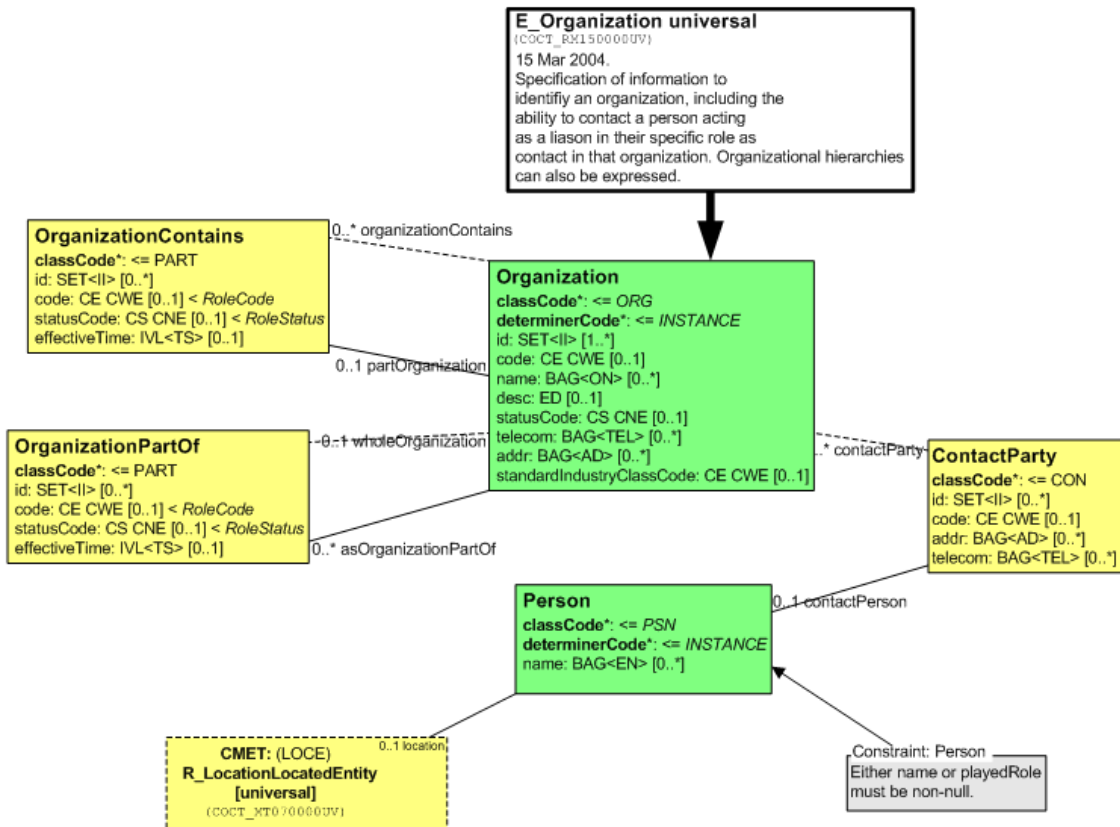 E_Organization universal
(COCT_RM150000UV)
15 Mar 2004.
Specification of information to
identifiy an organization, including the
ability to contact a person acting
as a liason in their specific role as
contact in that organization. Organizational hierarchies
can also be expressed.
OrganizationContains
classCode*: <= PART
id: SET<II> [0..*]
code: CE CWE [0..1] < RoleCode
statusCode: CS CNE [0..1] < RoleStatus
effectiveTime: IVL<TS> [0..1]
0..* organizationContains
0..1 partOrganization
Organization
classCode*: <= ORG
determinerCode*: <= INSTANCE
id: SET<II> [1..*]
code: CE CWE [0..1]
name: BAG<ON> [0..*]
desc: ED [0..1]
statusCode: CS CNE [0..1]
telecom: BAG<TEL> [0..*]
addr: BAG<AD> [0..*]
standardIndustryClassCode: CE CWE [0..1]
OrganizationPartOf
classCode*: <= PART
id: SET<II> [0..*]
code: CE CWE [0..1] < RoleCode
statusCode: CS CNE [0..1] < RoleStatus
effectiveTime: IVL<TS> [0..1]
0..1 wholeOrganization
0..* asOrganizationPartOf
..* contactParty
ContactParty
classCode*: <= CON
id: SET<II> [0..*]
code: CE CWE [0..1]
addr: BAG<AD> [0..*]
telecom: BAG<TEL> [0..*]
0..1 contactPerson
Person
classCode*: <= PSN
determinerCode*: <= INSTANCE
name: BAG<EN> [0..*]
0..1 location
CMET: (LOCE)
R_LocationLocatedEntity
[universal]
(COCT_MT070000UV)
Constraint: Person
Either name or playedRole
must be non-null.